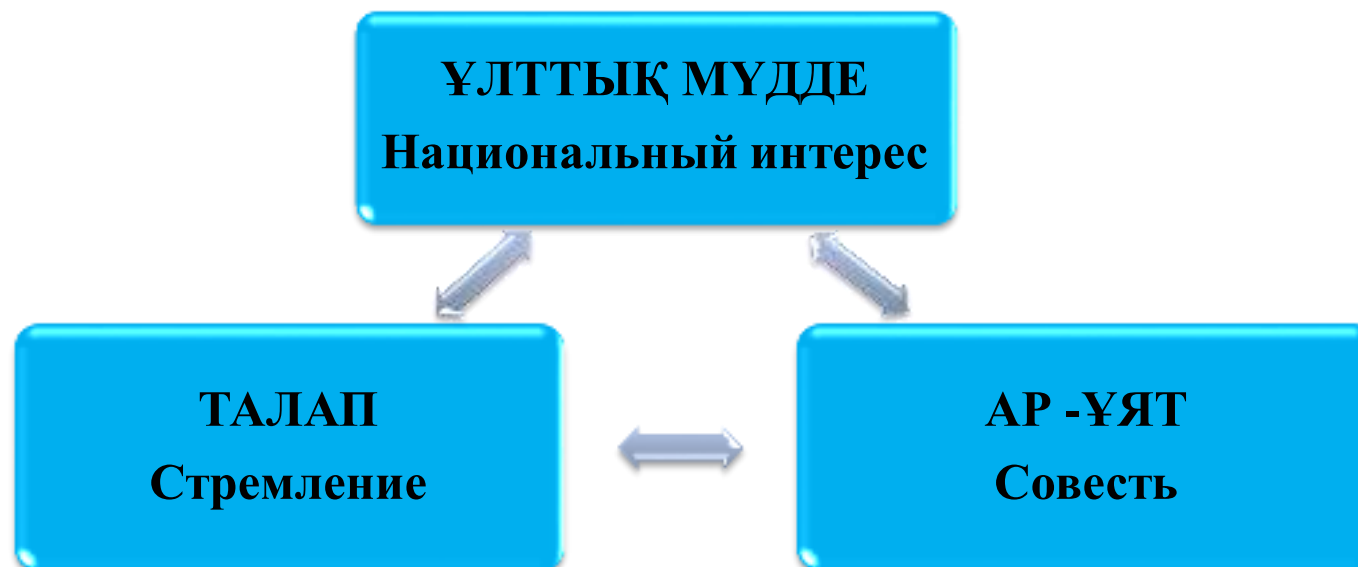 ҰЛТТЫҚ МҮДДЕ
Национальный интерес
ТАЛАП
Стремление
АР -ҰЯТ
Совесть